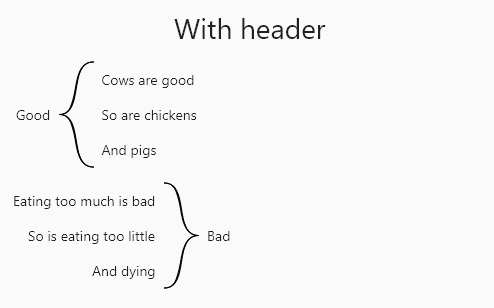 With header
Cows are good
Good
So are chickens
And pigs
Eating too much is bad
So is eating too little
Bad
And dying